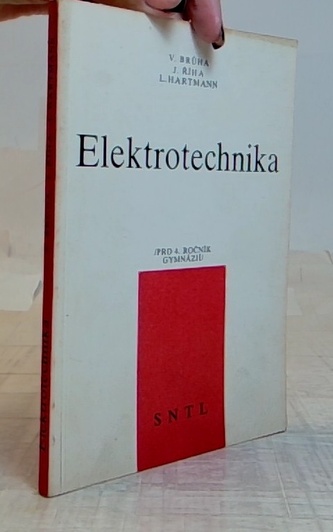 V. BRŮHA
J. ŘÍHA
L. HARTMANN
Elektrotechnika
/PRO 4. ROČNÍK
GYMNÁZIÍ/
SNTL